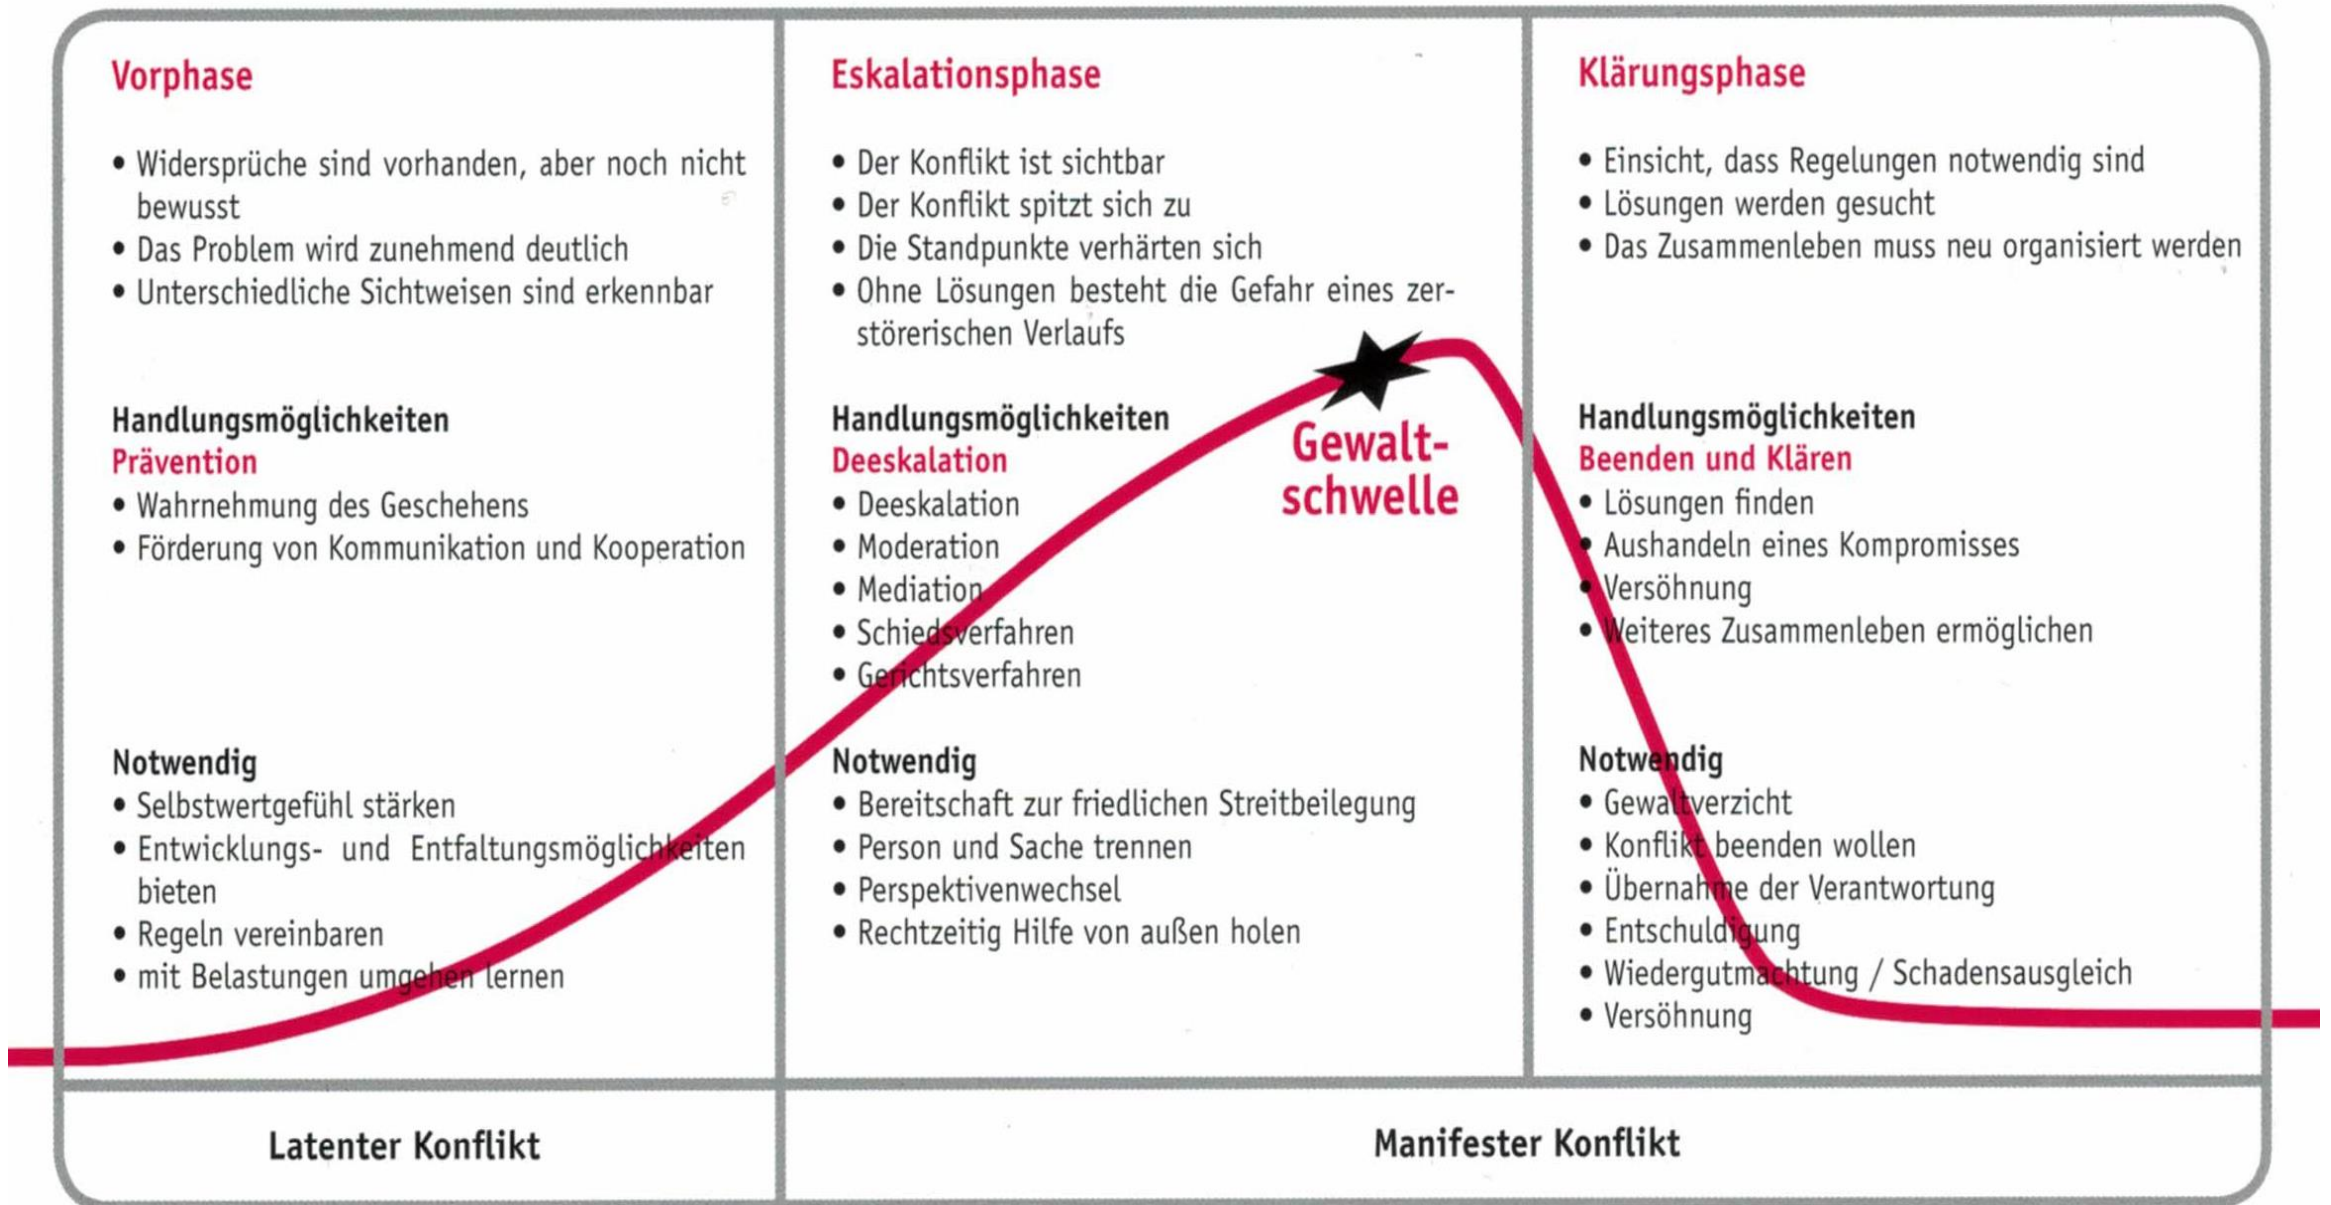 Vorphase
• Widersprüche sind vorhanden, aber noch nicht
bewusst
• Das Problem wird zunehmend deutlich
• Unterschiedliche Sichtweisen sind erkennbar
Handlungsmöglichkeiten
Prävention
• Wahrnehmung des Geschehens
• Förderung von Kommunikation und Kooperation
Notwendig
• Selbstwertgefühl stärken
• Entwicklungs- und Entfaltungsmöglichkeiten
bieten
• Regeln vereinbaren
• mit Belastungen umgehen lernen
Eskalationsphase
• Der Konflikt ist sichtbar
• Der Konflikt spitzt sich zu
• Die Standpunkte verhärten sich
• Ohne Lösungen besteht die Gefahr eines zer-
störerischen Verlaufs
Handlungsmöglichkeiten
Deeskalation
• Deeskalation
• Moderation
• Mediation
• Schiedsverfahren
• Gerichtsverfahren
Gewalt-
schwelle
Notwendig
• Bereitschaft zur friedlichen Streitbeilegung
• Person und Sache trennen
• Perspektivenwechsel
• Rechtzeitig Hilfe von außen holen
Klärungsphase
• Einsicht, dass Regelungen notwendig sind
• Lösungen werden gesucht
• Das Zusammenleben muss neu organisiert werden
Handlungsmöglichkeiten
Beenden und Klären
• Lösungen finden
• Aushandeln eines Kompromisses
• Versöhnung
• Weiteres Zusammenleben ermöglichen
Notwendig
• Gewaltverzicht
• Konflikt beenden wollen
• Übernahme der Verantwortung
• Entschuldigung
• Wiedergutmachtung / Schadensausgleich
• Versöhnung
Latenter Konflikt
Manifester Konflikt